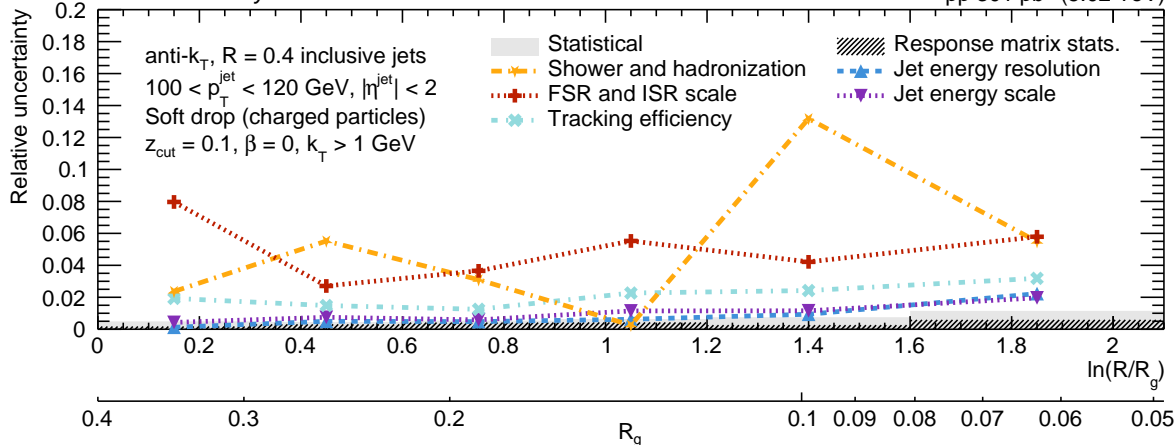 0.2
0.18
0.16
0.14
0.12
0.1
0.08
0.06
0.04
0.02
0
Relative uncertainty
anti-k_T, R = 0.4 inclusive jets
100 < p_T^jet < 120 GeV, |η^jet| < 2
Soft drop (charged particles)
z_cut = 0.1, β = 0, k_T > 1 GeV
Statistical
Shower and hadronization
FSR and ISR scale
Tracking efficiency
Response matrix stats.
Jet energy resolution
Jet energy scale
0 0.2 0.4 0.6 0.8 1 1.2 1.4 1.6 1.8 2
ln(R/R_g)
0.4 0.3 0.2 0.1 0.09 0.08 0.07 0.06 0.05
R_g